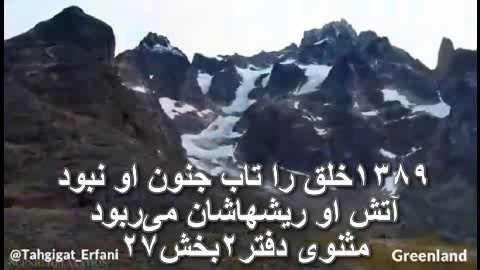 ۱۳۸۹خلق را تاب جنون او نبود
آتش او ریشهاشان می‌ربود
مثنوی دفتر۲بخش۲۷
@Tahgigat_Erfani
Greenland